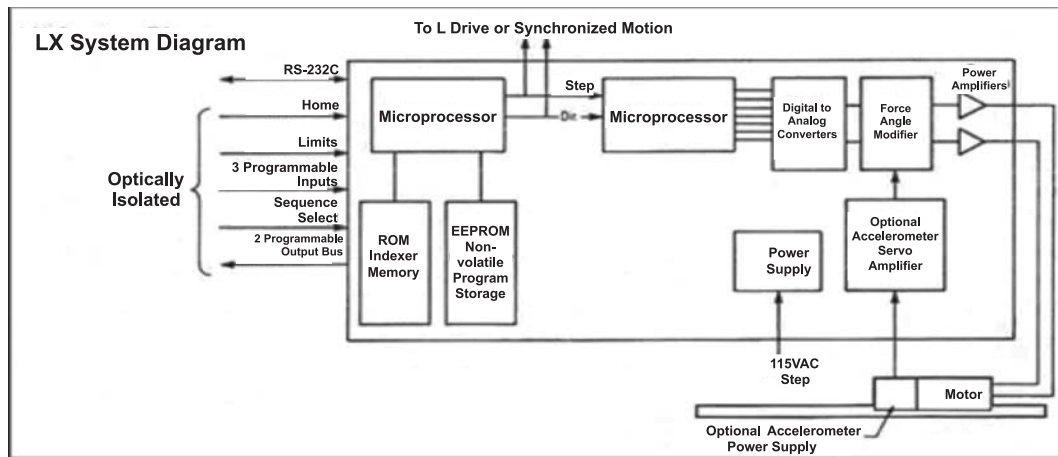 To L Drive or Synchronized Motion
LX System Diagram
RS-232C
Home
Limits
3 Programmable
Inputs
Sequence
Select
2 Programmable
Output Bus
Optically
Isolated
Microprocessor
Step
Dir.
Microprocessor
Digital to
Analog
Converters
Force
Angle
Modifier
Power
Amplifiers
ROM
Indexer
Memory
EEPROM
Non-
volatile
Program
Storage
Power
Supply
Optional
Accelerometer
Servo
Amplifier
115VAC
Step
Motor
Optional Accelerometer
Power Supply